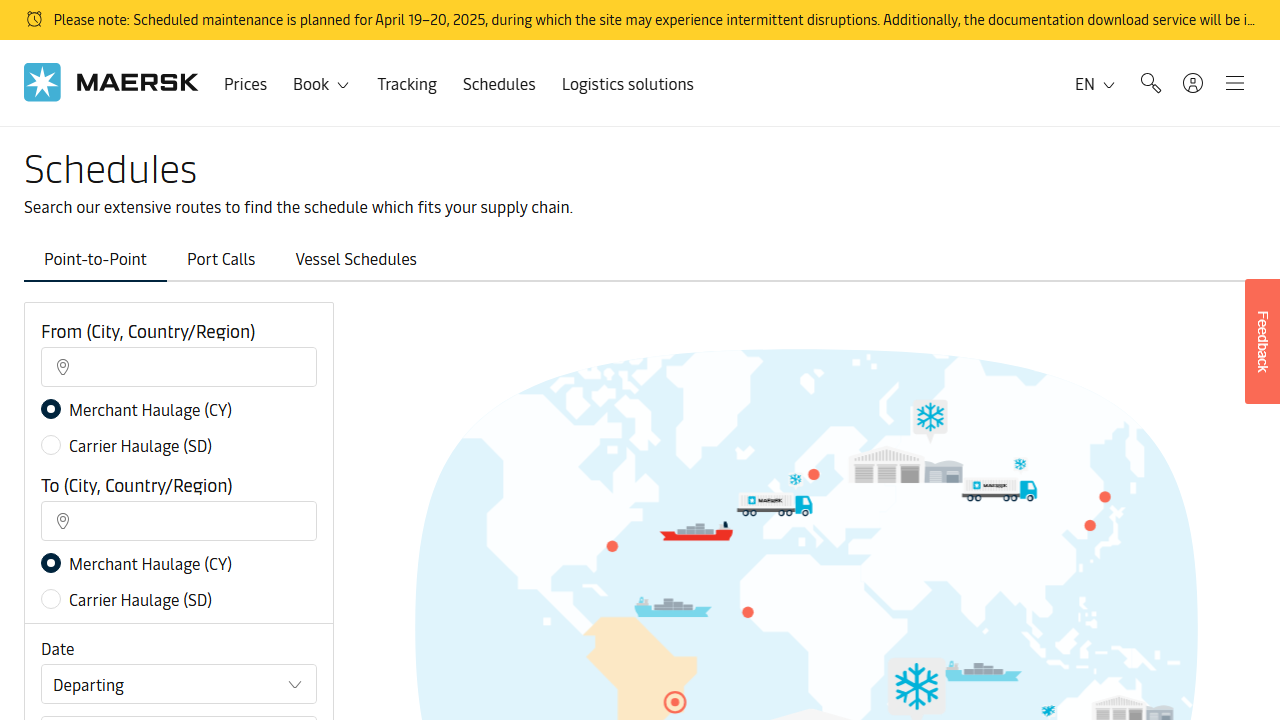 Please note: Scheduled maintenance is planned for April 19–20, 2025, during which the site may experience intermittent disruptions. Additionally, the documentation download service will be i...
MAERSK Prices Book Tracking Schedules Logistics solutions EN
Schedules
Search our extensive routes to find the schedule which fits your supply chain.
Point-to-Point Port Calls Vessel Schedules
Feedback
From (City, Country/Region)
Merchant Haulage (CY)
Carrier Haulage (SD)
To (City, Country/Region)
Merchant Haulage (CY)
Carrier Haulage (SD)
Date
Departing
MAERSK
MAERSK